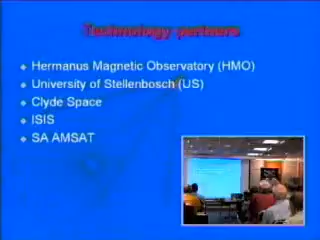 Technology partners
Hermanus Magnetic Observatory (HMO)
University of Stellenbosch (US)
Clyde Space
ISIS
SA AMSAT